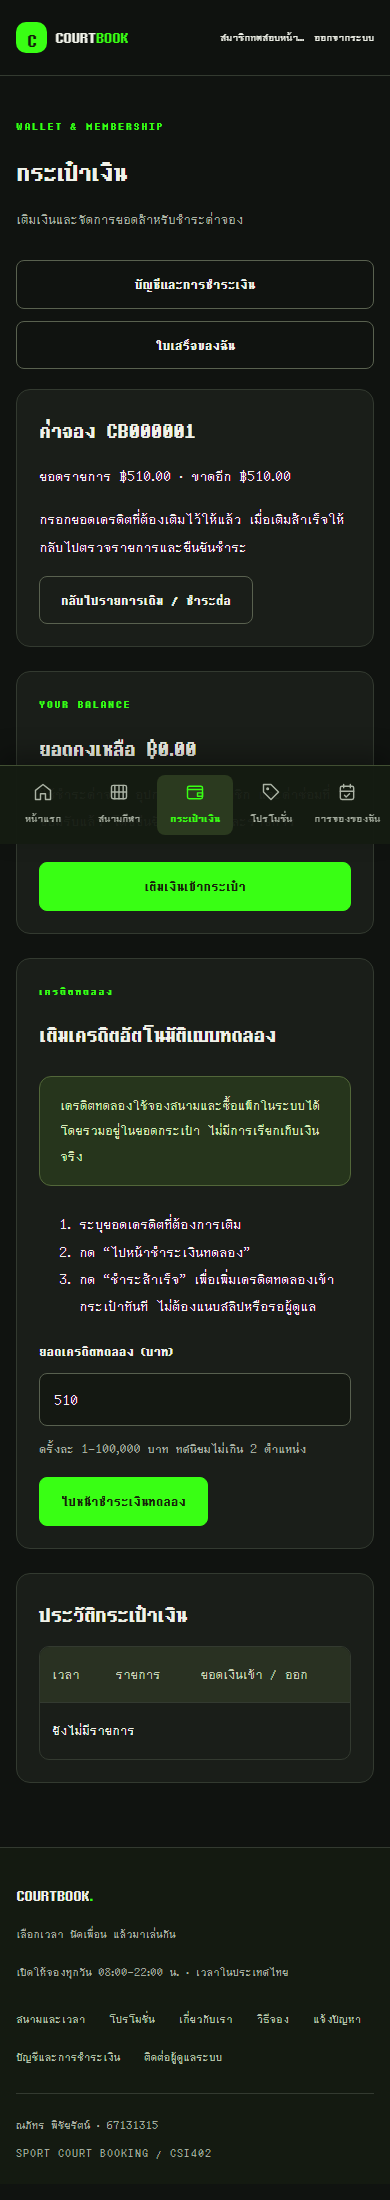 C COURTBOOK
สมาชิกทดสอบหน้า… ออกจากระบบ
WALLET & MEMBERSHIP
กระเป๋าเงิน
เติมเงินและจัดการยอดสำหรับชำระค่าจอง
บัญชีและการชำระเงิน
ใบเสร็จของฉัน
ค่าจอง CB000001
ยอดรายการ ฿510.00 · ขาดอีก ฿510.00
กรอกยอดเครดิตที่ต้องเติมไว้ให้แล้ว เมื่อเติมสำเร็จให้
กลับไปตรวจรายการและยืนยันชำระ
กลับไปรายการเดิม / ชำระต่อ
YOUR BALANCE
ยอดคงเหลือ ฿0.00
หน้าแรก สนามกีฬา กระเป๋าเงิน โปรโมชั่น การจองของฉัน
เติมเงินเข้ากระเป๋า
เครดิตทดลอง
เติมเครดิตอัตโนมัติแบบทดลอง
เครดิตทดลองใช้จองสนามและซื้อแพ็กในระบบได้
โดยรวมอยู่ในยอดกระเป๋า ไม่มีการเรียกเก็บเงิน
จริง
1. ระบุยอดเครดิตที่ต้องการเติม
2. กด “ไปหน้าชำระเงินทดลอง”
3. กด “ชำระสำเร็จ” เพื่อเพิ่มเครดิตทดลองเข้า
กระเป๋าทันที ไม่ต้องแนบสลิปหรือรอผู้ดูแล
ยอดเครดิตทดลอง (บาท)
510
ครั้งละ 1–100,000 บาท ทศนิยมไม่เกิน 2 ตำแหน่ง
ไปหน้าชำระเงินทดลอง
ประวัติกระเป๋าเงิน
เวลา รายการ ยอดเงินเข้า / ออก
ยังไม่มีรายการ
COURTBOOK.
เลือกเวลา นัดเพื่อน แล้วมาเล่นกัน
เปิดให้จองทุกวัน 08:00–22:00 น. · เวลาในประเทศไทย
สนามและเวลา โปรโมชั่น เกี่ยวกับเรา วิธีจอง แจ้งปัญหา
บัญชีและการชำระเงิน ติดต่อผู้ดูแลระบบ
ณภัทร พิชัยรัตน์ · 67131315
SPORT COURT BOOKING / CSI402